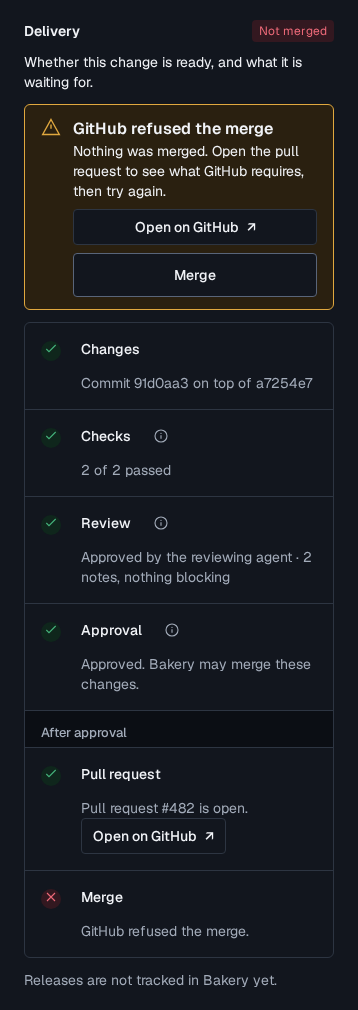 Delivery
Not merged
Whether this change is ready, and what it is
waiting for.
GitHub refused the merge
Nothing was merged. Open the pull
request to see what GitHub requires,
then try again.
Open on GitHub ↗
Merge
Changes
Commit 91d0aa3 on top of a7254e7
Checks
2 of 2 passed
Review
Approved by the reviewing agent · 2
notes, nothing blocking
Approval
Approved. Bakery may merge these
changes.
After approval
Pull request
Pull request #482 is open.
Open on GitHub ↗
Merge
GitHub refused the merge.
Releases are not tracked in Bakery yet.